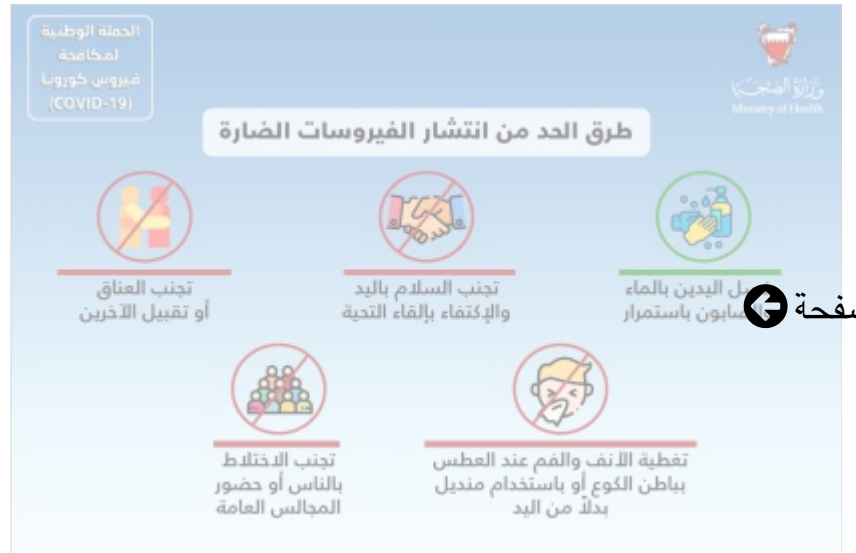 الحملة الوطنية
لمكافحة
فيروس كورونا
(COVID-19)
وزارة الصحة
Ministry of Health
طرق الحد من انتشار الفيروسات الضارة
اليدين بالماء
باستمرار
تجنب السلام باليد
والإكتفاء بإلقاء التحية
تجنب العناق
أو تقبيل الآخرين
تغطية الأنف والفم عند العطس
بباطن الكوع أو باستخدام منديل
بدلاً من اليد
تجنب الاختلاط
بالناس أو حضور
المجالس العامة